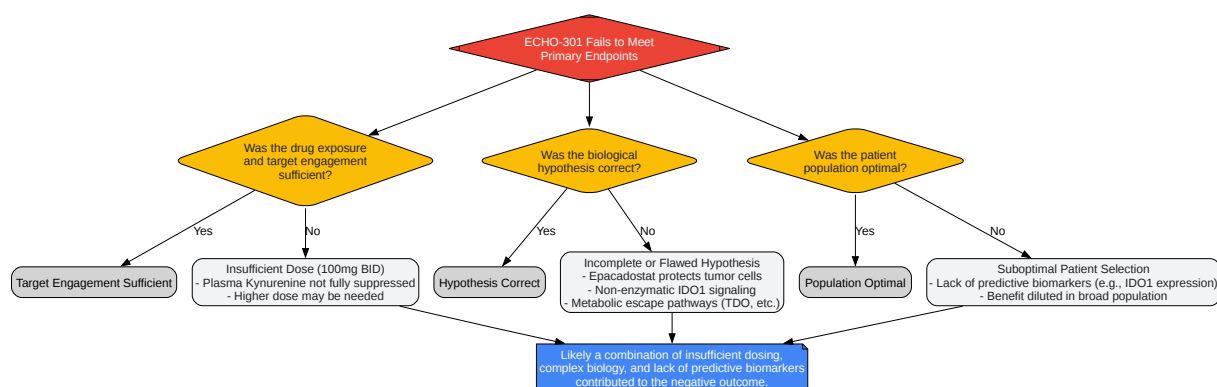 ECHO-301 Fails to Meet
Primary Endpoints
Was the drug exposure
and target engagement
sufficient?
Was the biological
hypothesis correct?
Was the patient
population optimal?
Yes
No
Yes
No
Yes
No
Target Engagement Sufficient
Insufficient Dose (100mg BID)
- Plasma Kynurenine not fully suppressed
- Higher dose may be needed
Hypothesis Correct
Incomplete or Flawed Hypothesis
- Epacadostat protects tumor cells
- Non-enzymatic IDO1 signaling
- Metabolic escape pathways (TDO, etc.)
Population Optimal
Suboptimal Patient Selection
- Lack of predictive biomarkers (e.g., IDO1 expression)
- Benefit diluted in broad population
Likely a combination of insufficient dosing,
complex biology, and lack of predictive biomarkers
contributed to the negative outcome.